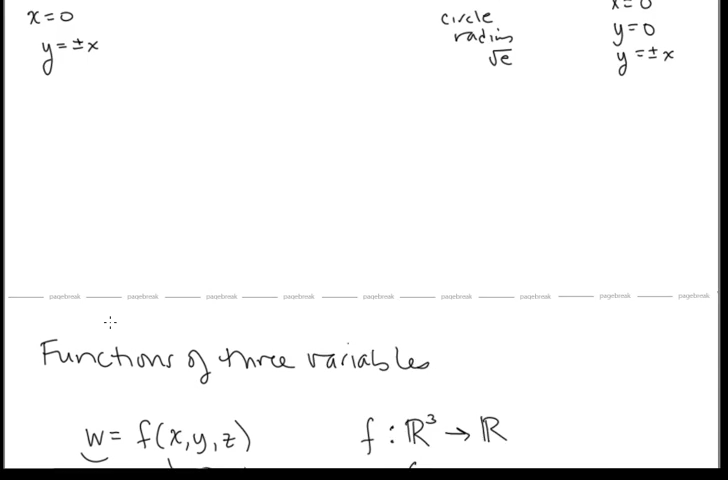 x = 0
y = ±x
circle
radius
√e
x = 0
y = 0
y = ±x
pagebreak pagebreak pagebreak pagebreak pagebreak pagebreak pagebreak pagebreak pagebreak
Functions of three variables
w = f(x,y,z) f : ℝ³ → ℝ